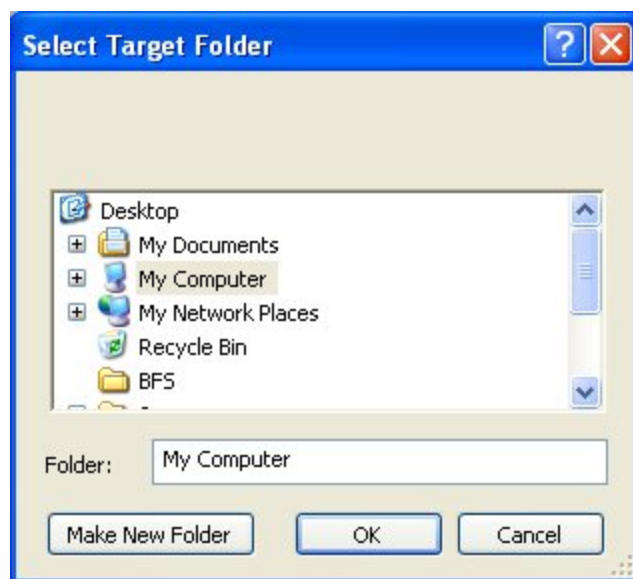 Select Target Folder
Desktop
My Documents
My Computer
My Network Places
Recycle Bin
BFS
Folder: My Computer
Make New Folder OK Cancel